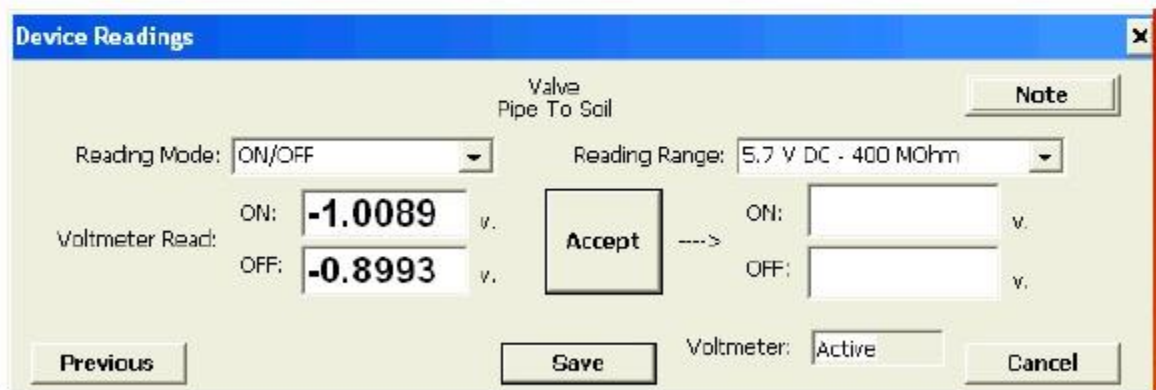 Device Readings
Valve
Pipe To Soil
Note
Reading Mode: ON/OFF Reading Range: 5.7 V DC - 400 MOhm
Voltmeter Read:
ON: -1.0089 v.
OFF: -0.8993 v.
Accept ---->
ON: v.
OFF: v.
Previous Save Voltmeter: Active Cancel